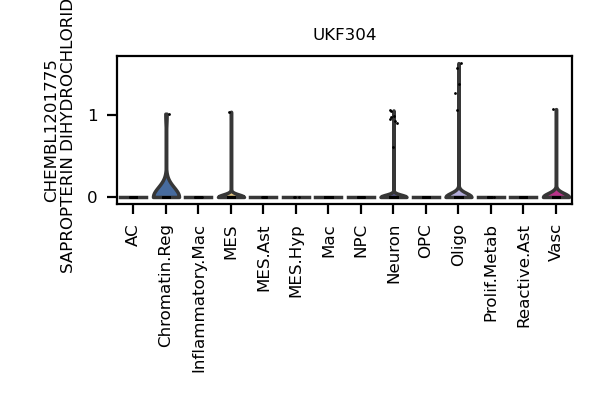 UKF304
CHEMBL1201775
SAPROPTERIN DIHYDROCHLORID
1
0
AC
Chromatin.Reg
Inflammatory.Mac
MES
MES.Ast
MES.Hyp
Mac
NPC
Neuron
OPC
Oligo
Prolif.Metab
Reactive.Ast
Vasc